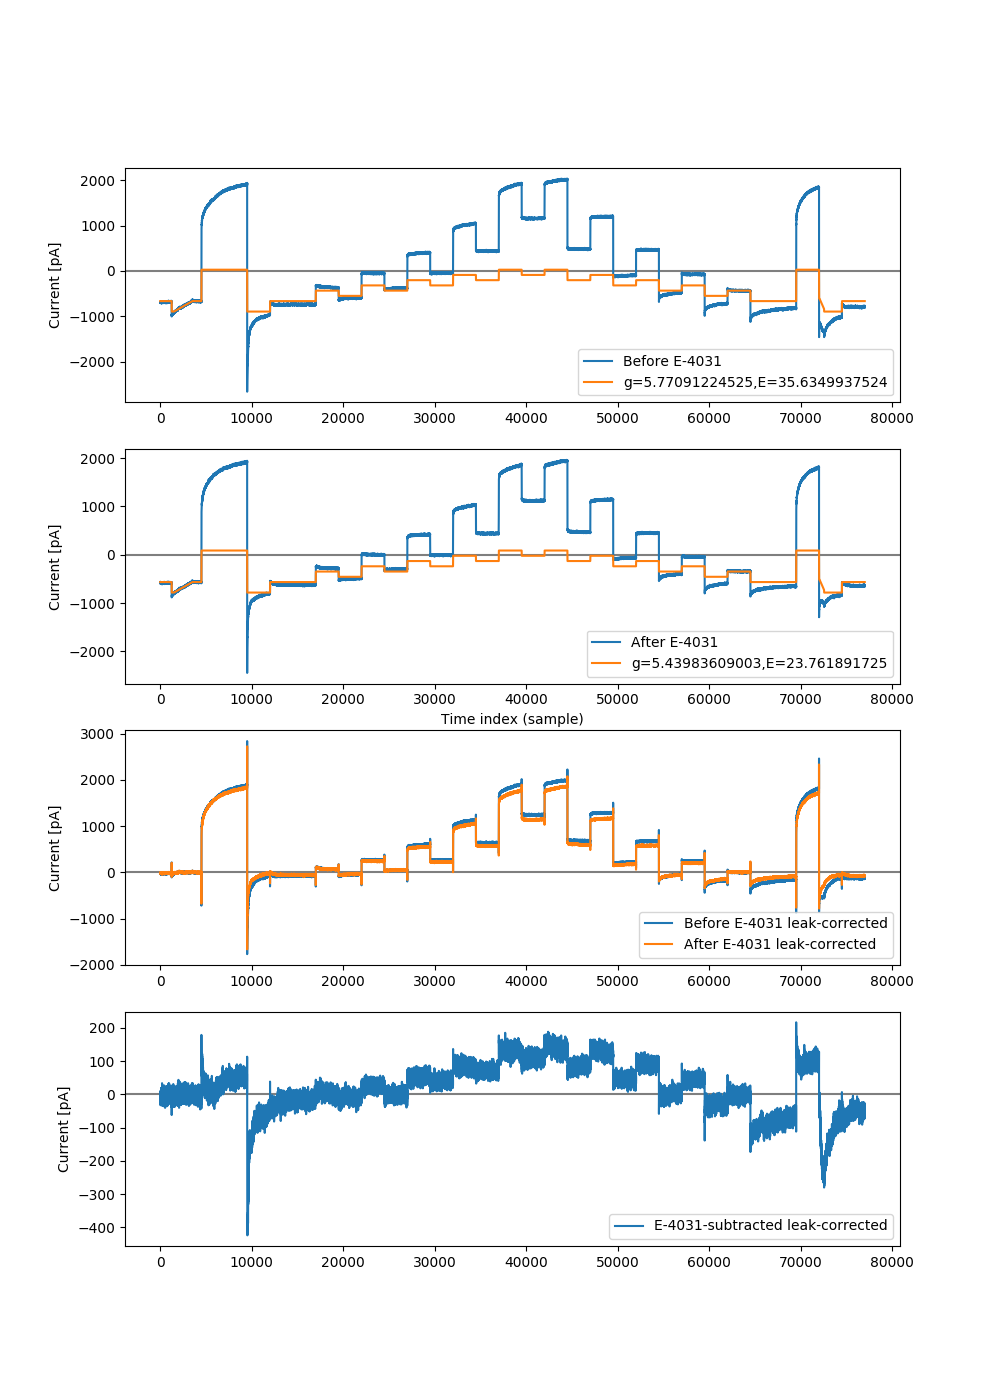 2000
1000
0
−1000
−2000
Current [pA]
Before E-4031
g=5.77091224525,E=35.6349937524
0 10000 20000 30000 40000 50000 60000 70000 80000
2000
1000
0
−1000
−2000
Current [pA]
After E-4031
g=5.43983609003,E=23.761891725
0 10000 20000 30000 40000 50000 60000 70000 80000
Time index (sample)
3000
2000
1000
0
−1000
−2000
Current [pA]
Before E-4031 leak-corrected
After E-4031 leak-corrected
0 10000 20000 30000 40000 50000 60000 70000 80000
200
100
0
−100
−200
−300
−400
Current [pA]
E-4031-subtracted leak-corrected
0 10000 20000 30000 40000 50000 60000 70000 80000